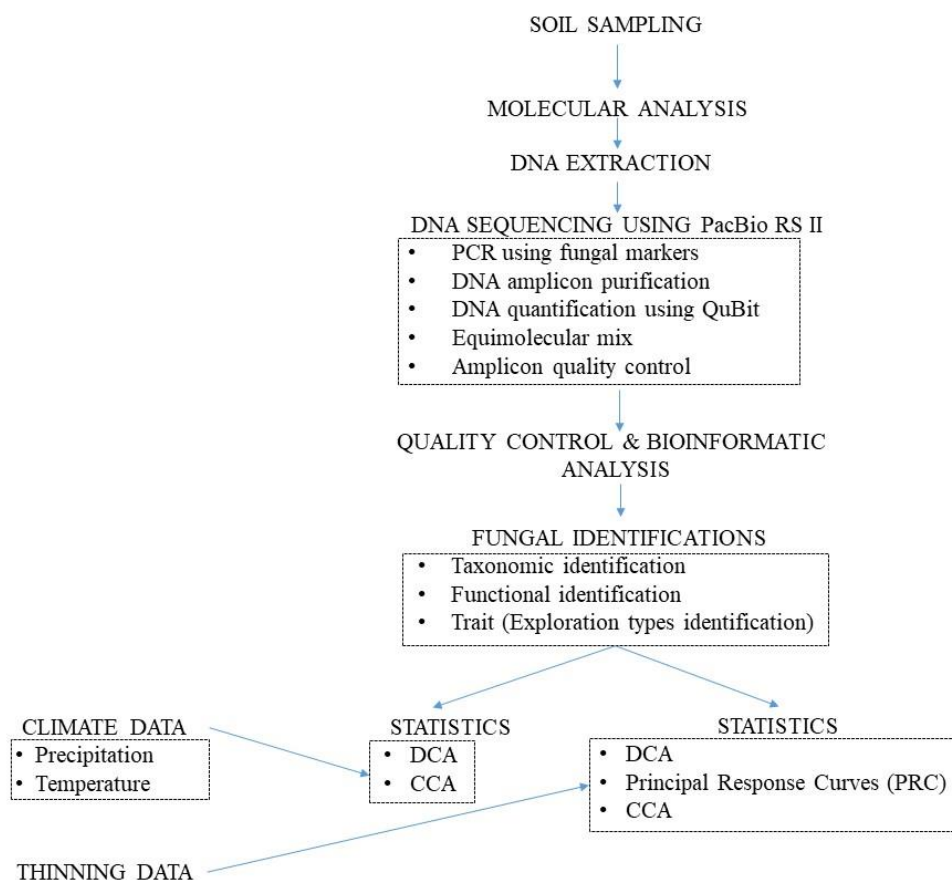 SOIL SAMPLING
MOLECULAR ANALYSIS
DNA EXTRACTION
DNA SEQUENCING USING PacBio RS II
• PCR using fungal markers
• DNA amplicon purification
• DNA quantification using QuBit
• Equimolecular mix
• Amplicon quality control
QUALITY CONTROL & BIOINFORMATIC
ANALYSIS
FUNGAL IDENTIFICATIONS
• Taxonomic identification
• Functional identification
• Trait (Exploration types identification)
CLIMATE DATA
• Precipitation
• Temperature
STATISTICS
• DCA
• CCA
STATISTICS
• DCA
• Principal Response Curves (PRC)
• CCA
THINNING DATA